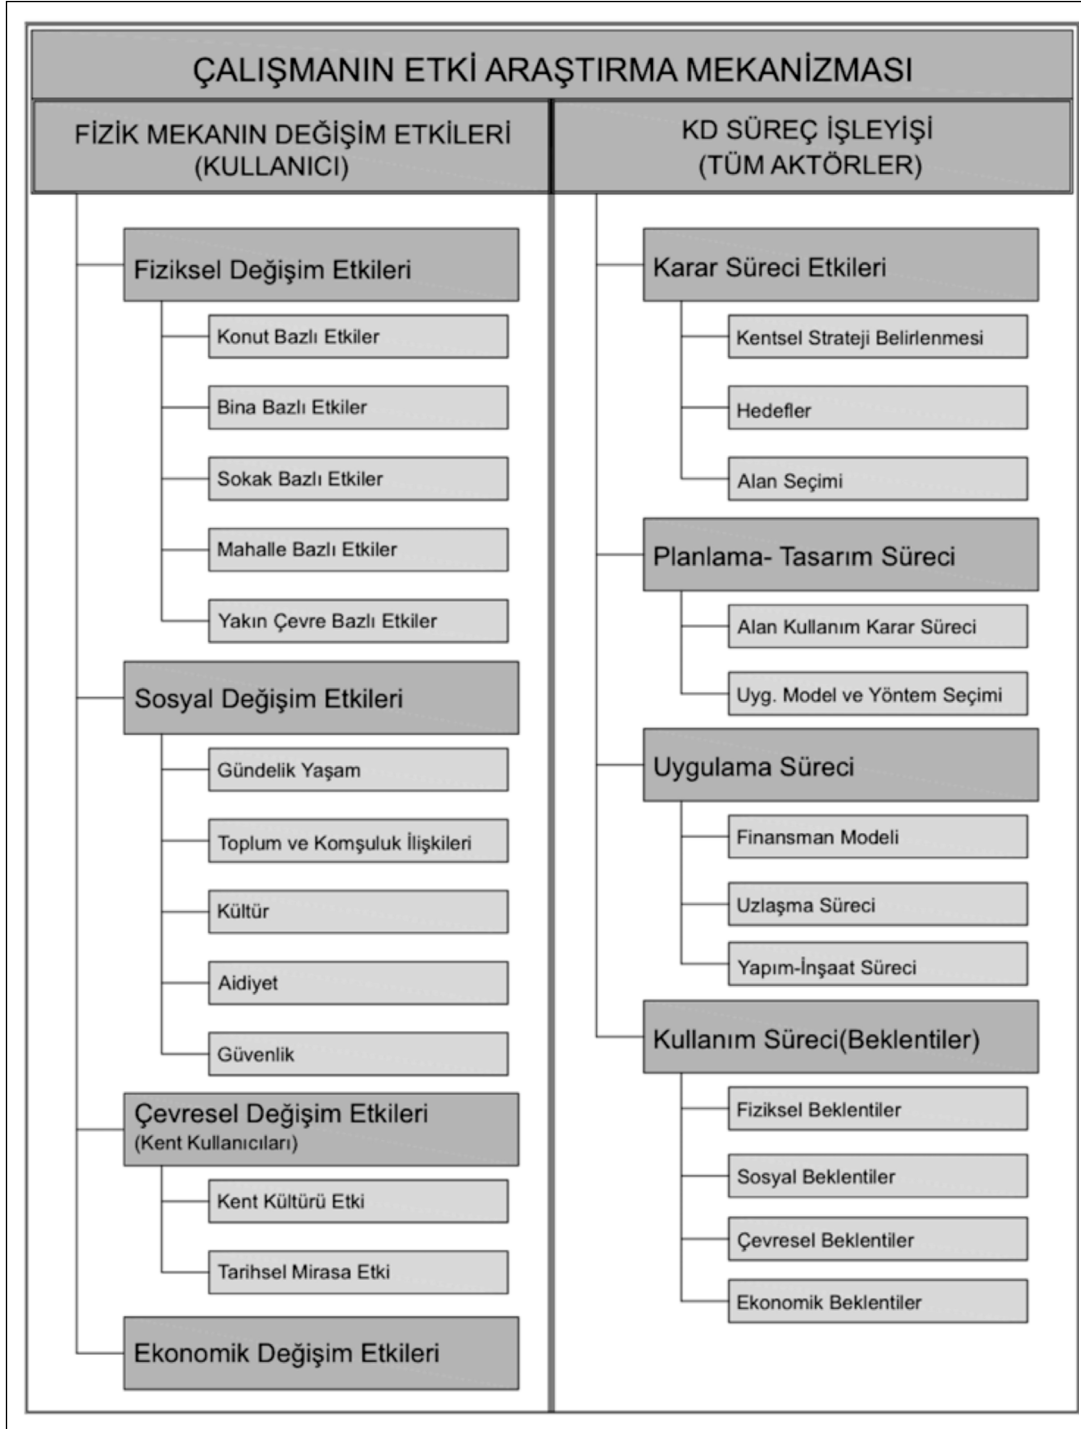 ÇALIŞMANIN ETKİ ARAŞTIRMA MEKANİZMASI
FİZİK MEKANIN DEĞİŞİM ETKİLERİ
(KULLANICI)
Fiziksel Değişim Etkileri
Konut Bazlı Etkiler
Bina Bazlı Etkiler
Sokak Bazlı Etkiler
Mahalle Bazlı Etkiler
Yakın Çevre Bazlı Etkiler
Sosyal Değişim Etkileri
Gündelik Yaşam
Toplum ve Komşuluk İlişkileri
Kültür
Aidiyet
Güvenlik
Çevresel Değişim Etkileri
(Kent Kullanıcıları)
Kent Kültürü Etki
Tarihsel Mirasa Etki
Ekonomik Değişim Etkileri
KD SÜREÇ İŞLEYİŞİ
(TÜM AKTÖRLER)
Karar Süreci Etkileri
Kentsel Strateji Belirlenmesi
Hedefler
Alan Seçimi
Planlama- Tasarım Süreci
Alan Kullanım Karar Süreci
Uyg. Model ve Yöntem Seçimi
Uygulama Süreci
Finansman Modeli
Uzlaşma Süreci
Yapım-İnşaat Süreci
Kullanım Süreci(Beklentiler)
Fiziksel Beklentiler
Sosyal Beklentiler
Çevresel Beklentiler
Ekonomik Beklentiler